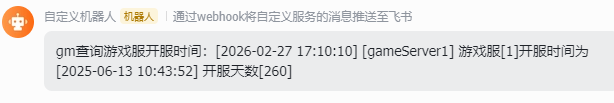 自定义机器人 机器人 | 通过webhook将自定义服务的消息推送至飞书
gm查询游戏服开服时间：[2026-02-27 17:10:10] [gameServer1] 游戏服[1]开服时间为
[2025-06-13 10:43:52] 开服天数[260]